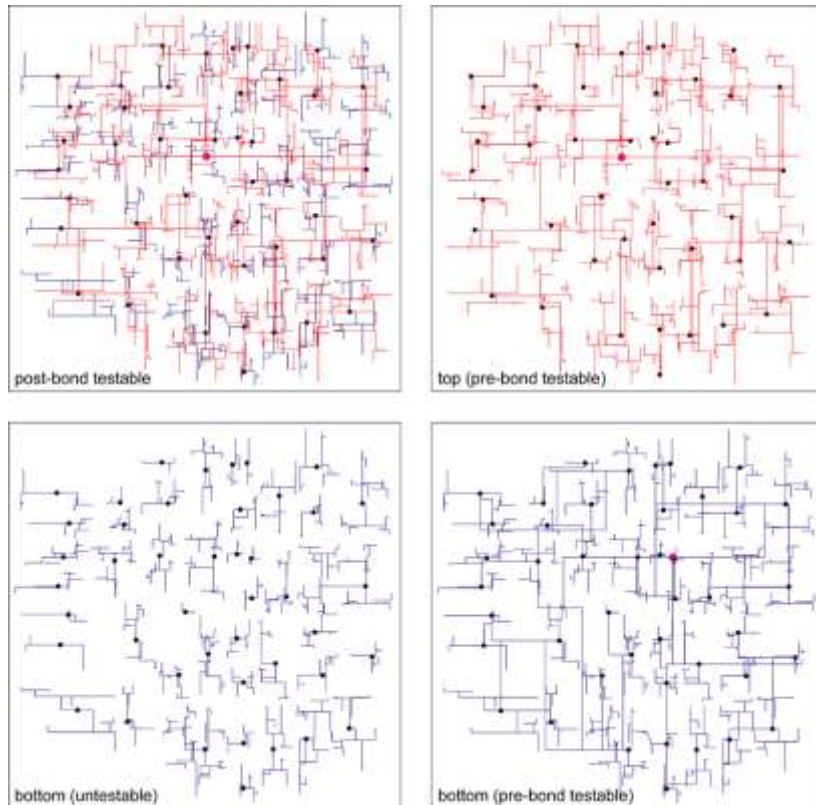 post-bond testable
top (pre-bond testable)
bottom (untestable)
bottom (pre-bond testable)